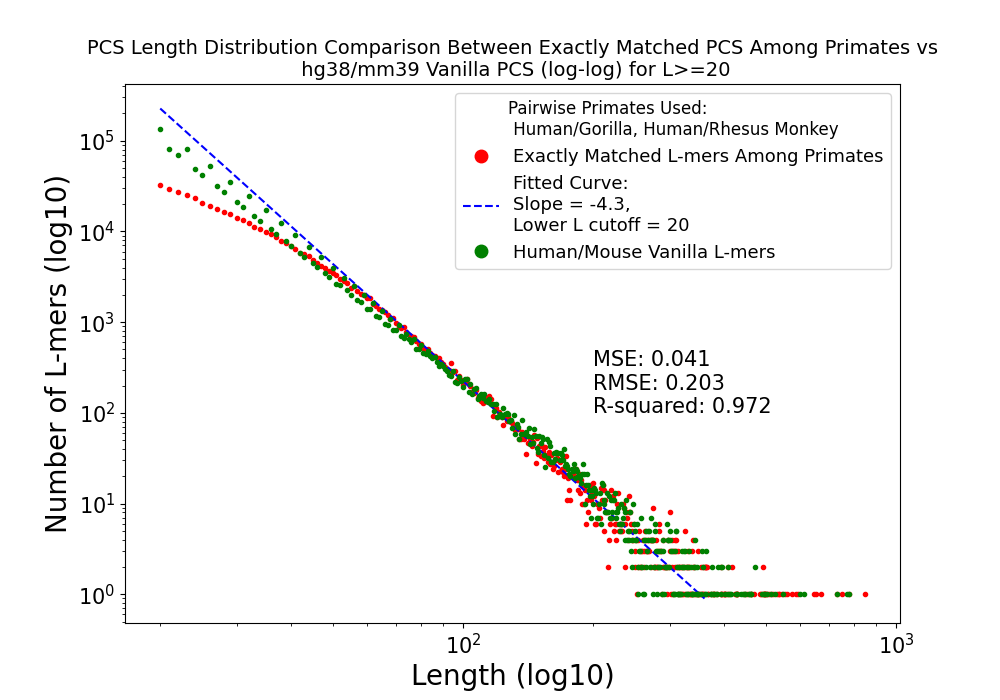 PCS Length Distribution Comparison Between Exactly Matched PCS Among Primates vs
hg38/mm39 Vanilla PCS (log-log) for L>=20
Number of L-mers (log10)
10^5
10^4
10^3
10^2
10^1
10^0
Pairwise Primates Used:
Human/Gorilla, Human/Rhesus Monkey
Exactly Matched L-mers Among Primates
Fitted Curve:
Slope = -4.3,
Lower L cutoff = 20
Human/Mouse Vanilla L-mers
MSE: 0.041
RMSE: 0.203
R-squared: 0.972
10^2
10^3
Length (log10)